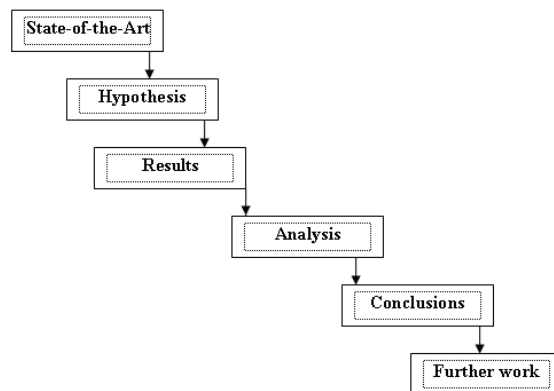 State-of-the-Art
Hypothesis
Results
Analysis
Conclusions
Further work